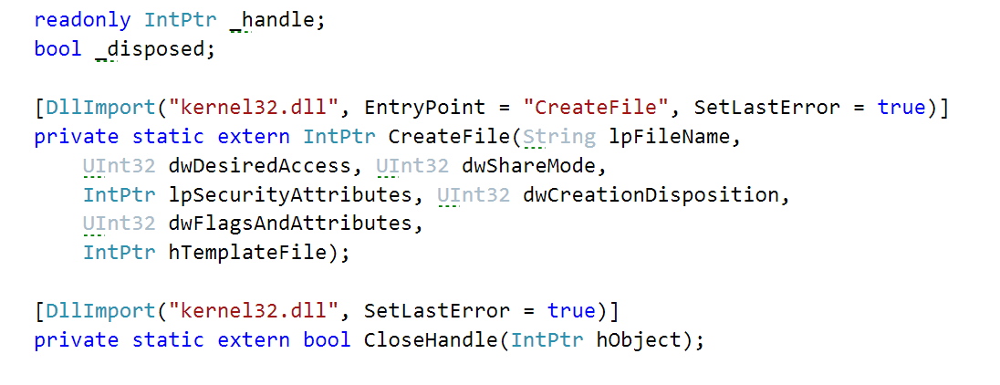 readonly IntPtr _handle;
bool _disposed;
[DllImport("kernel32.dll", EntryPoint = "CreateFile", SetLastError = true)]
private static extern IntPtr CreateFile(String lpFileName,
UInt32 dwDesiredAccess, UInt32 dwShareMode,
IntPtr lpSecurityAttributes, UInt32 dwCreationDisposition,
UInt32 dwFlagsAndAttributes,
IntPtr hTemplateFile);
[DllImport("kernel32.dll", SetLastError = true)]
private static extern bool CloseHandle(IntPtr hObject);